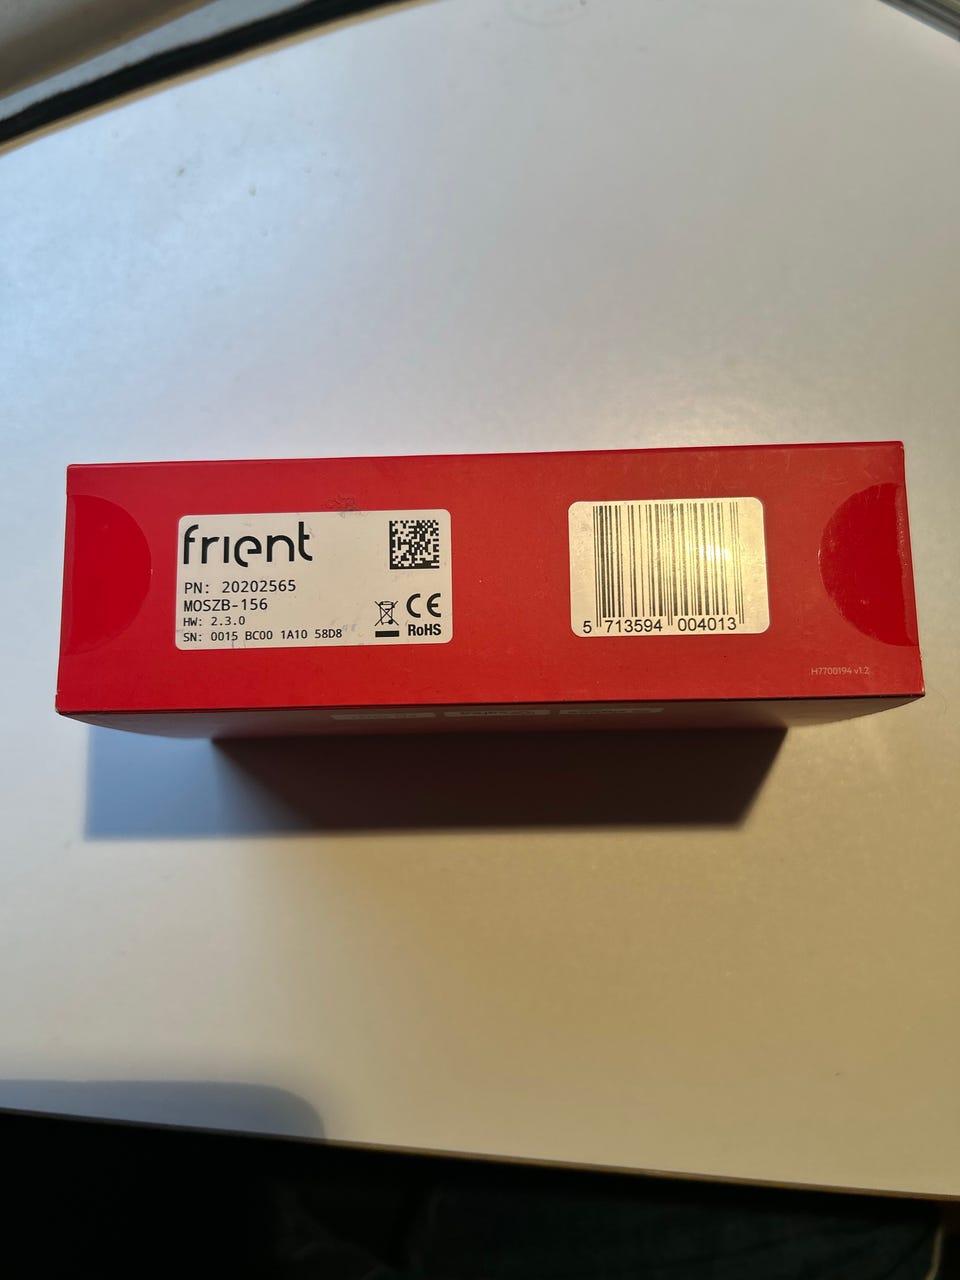 frient
PN: 20202565
MOSZB-156
HW: 2.3.0
SN: 0015 BC00 1A10 58D8
CE
RoHS
5 713594 004013
H7700194 v1.2